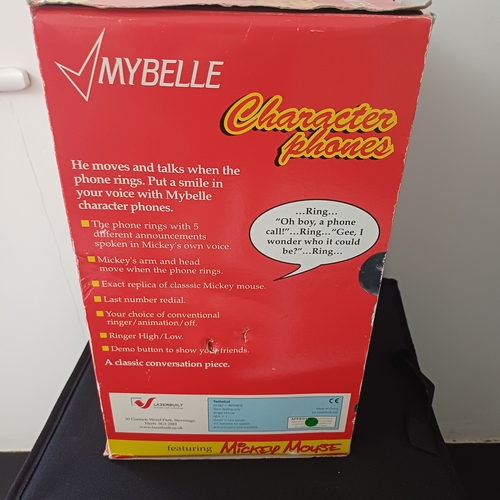 MYBELLE
Character
phones
He moves and talks when the
phone rings. Put a smile in
your voice with Mybelle
character phones.
The phone rings with 5
different announcements
spoken in Mickey's own voice.
Mickey's arm and head
move when the phone rings.
Exact replica of classsic Mickey mouse.
Last number redial.
Your choice of conventional
ringer/animation/off.
Ringer High/Low.
Demo button to show your friends.
A classic conversation piece.
...Ring...
"Oh boy, a phone
call!"...Ring..."Gee, I
wonder who it could
be?"...Ring...
LAZERBUILT
Technical
featuring MICKEY MOUSE